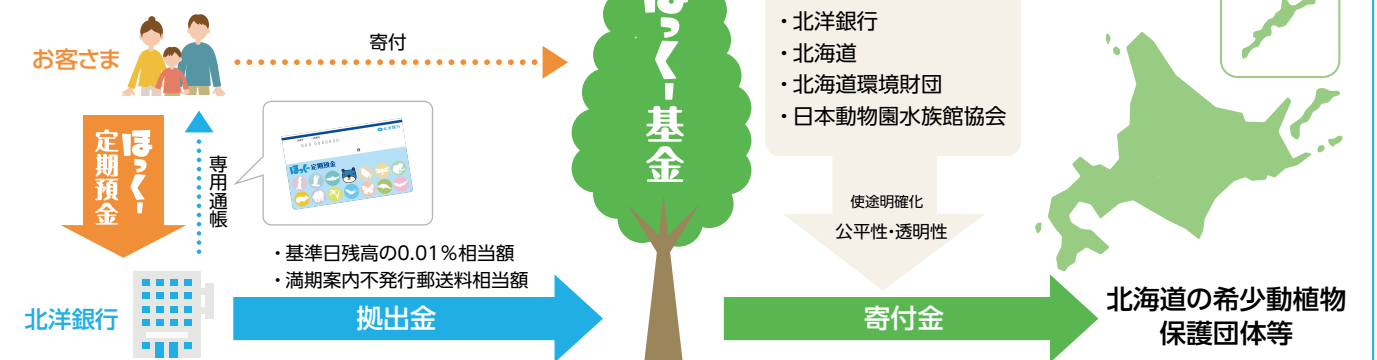 お客さま
寄付
ほっくー
定期預金
専用通帳
北洋銀行
ほっくー定期預金
・基準日残高の0.01%相当額
・満期案内不発行郵送料相当額
北洋銀行
拠出金
ほっくー基金
・北洋銀行
・北海道
・北海道環境財団
・日本動物園水族館協会
使途明確化
公平性・透明性
寄付金
北海道の希少動植物
保護団体等